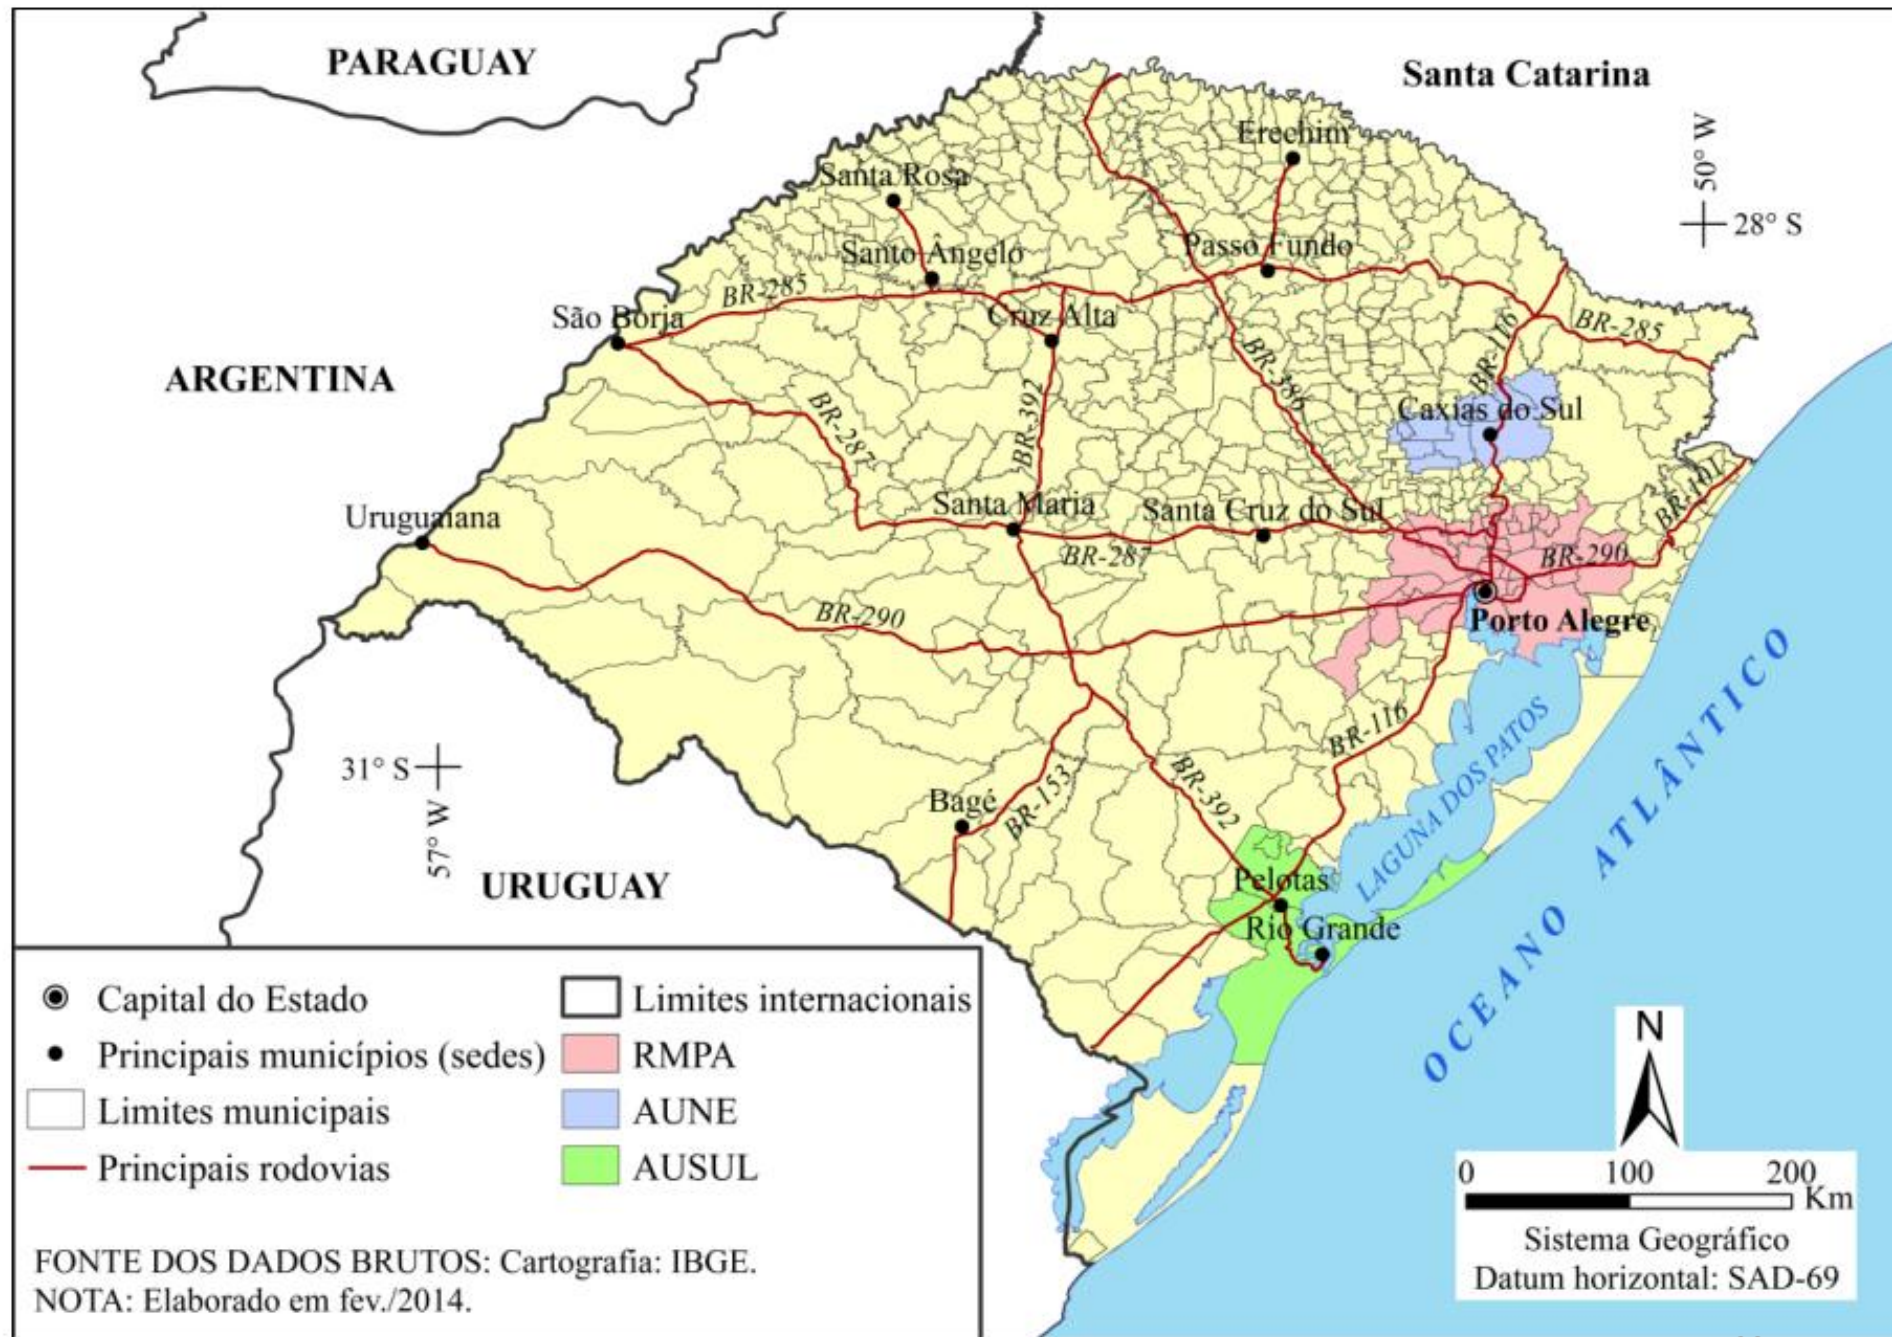 PARAGUAY
Santa Catarina
50° W
28° S
Erechim
Santa Rosa
Santo Ângelo
Passo Fundo
BR-285
São Borja
Cruz Alta
BR-116
BR-285
ARGENTINA
BR-386
BR-287
BR-392
Caxias do Sul
BR-101
Uruguaiana
Santa Maria
Santa Cruz do Sul
BR-287
BR-290
BR-290
Porto Alegre
31° S
57° W
BR-116
LAGUNA DOS PATOS
OCEANO ATLÂNTICO
Bagé
BR-153
BR-392
URUGUAY
Pelotas
Rio Grande
Capital do Estado
Principais municípios (sedes)
Limites municipais
Principais rodovias
Limites internacionais
RMPA
AUNE
AUSUL
FONTE DOS DADOS BRUTOS: Cartografia: IBGE.
NOTA: Elaborado em fev./2014.
N
0 100 200
Km
Sistema Geográfico
Datum horizontal: SAD-69